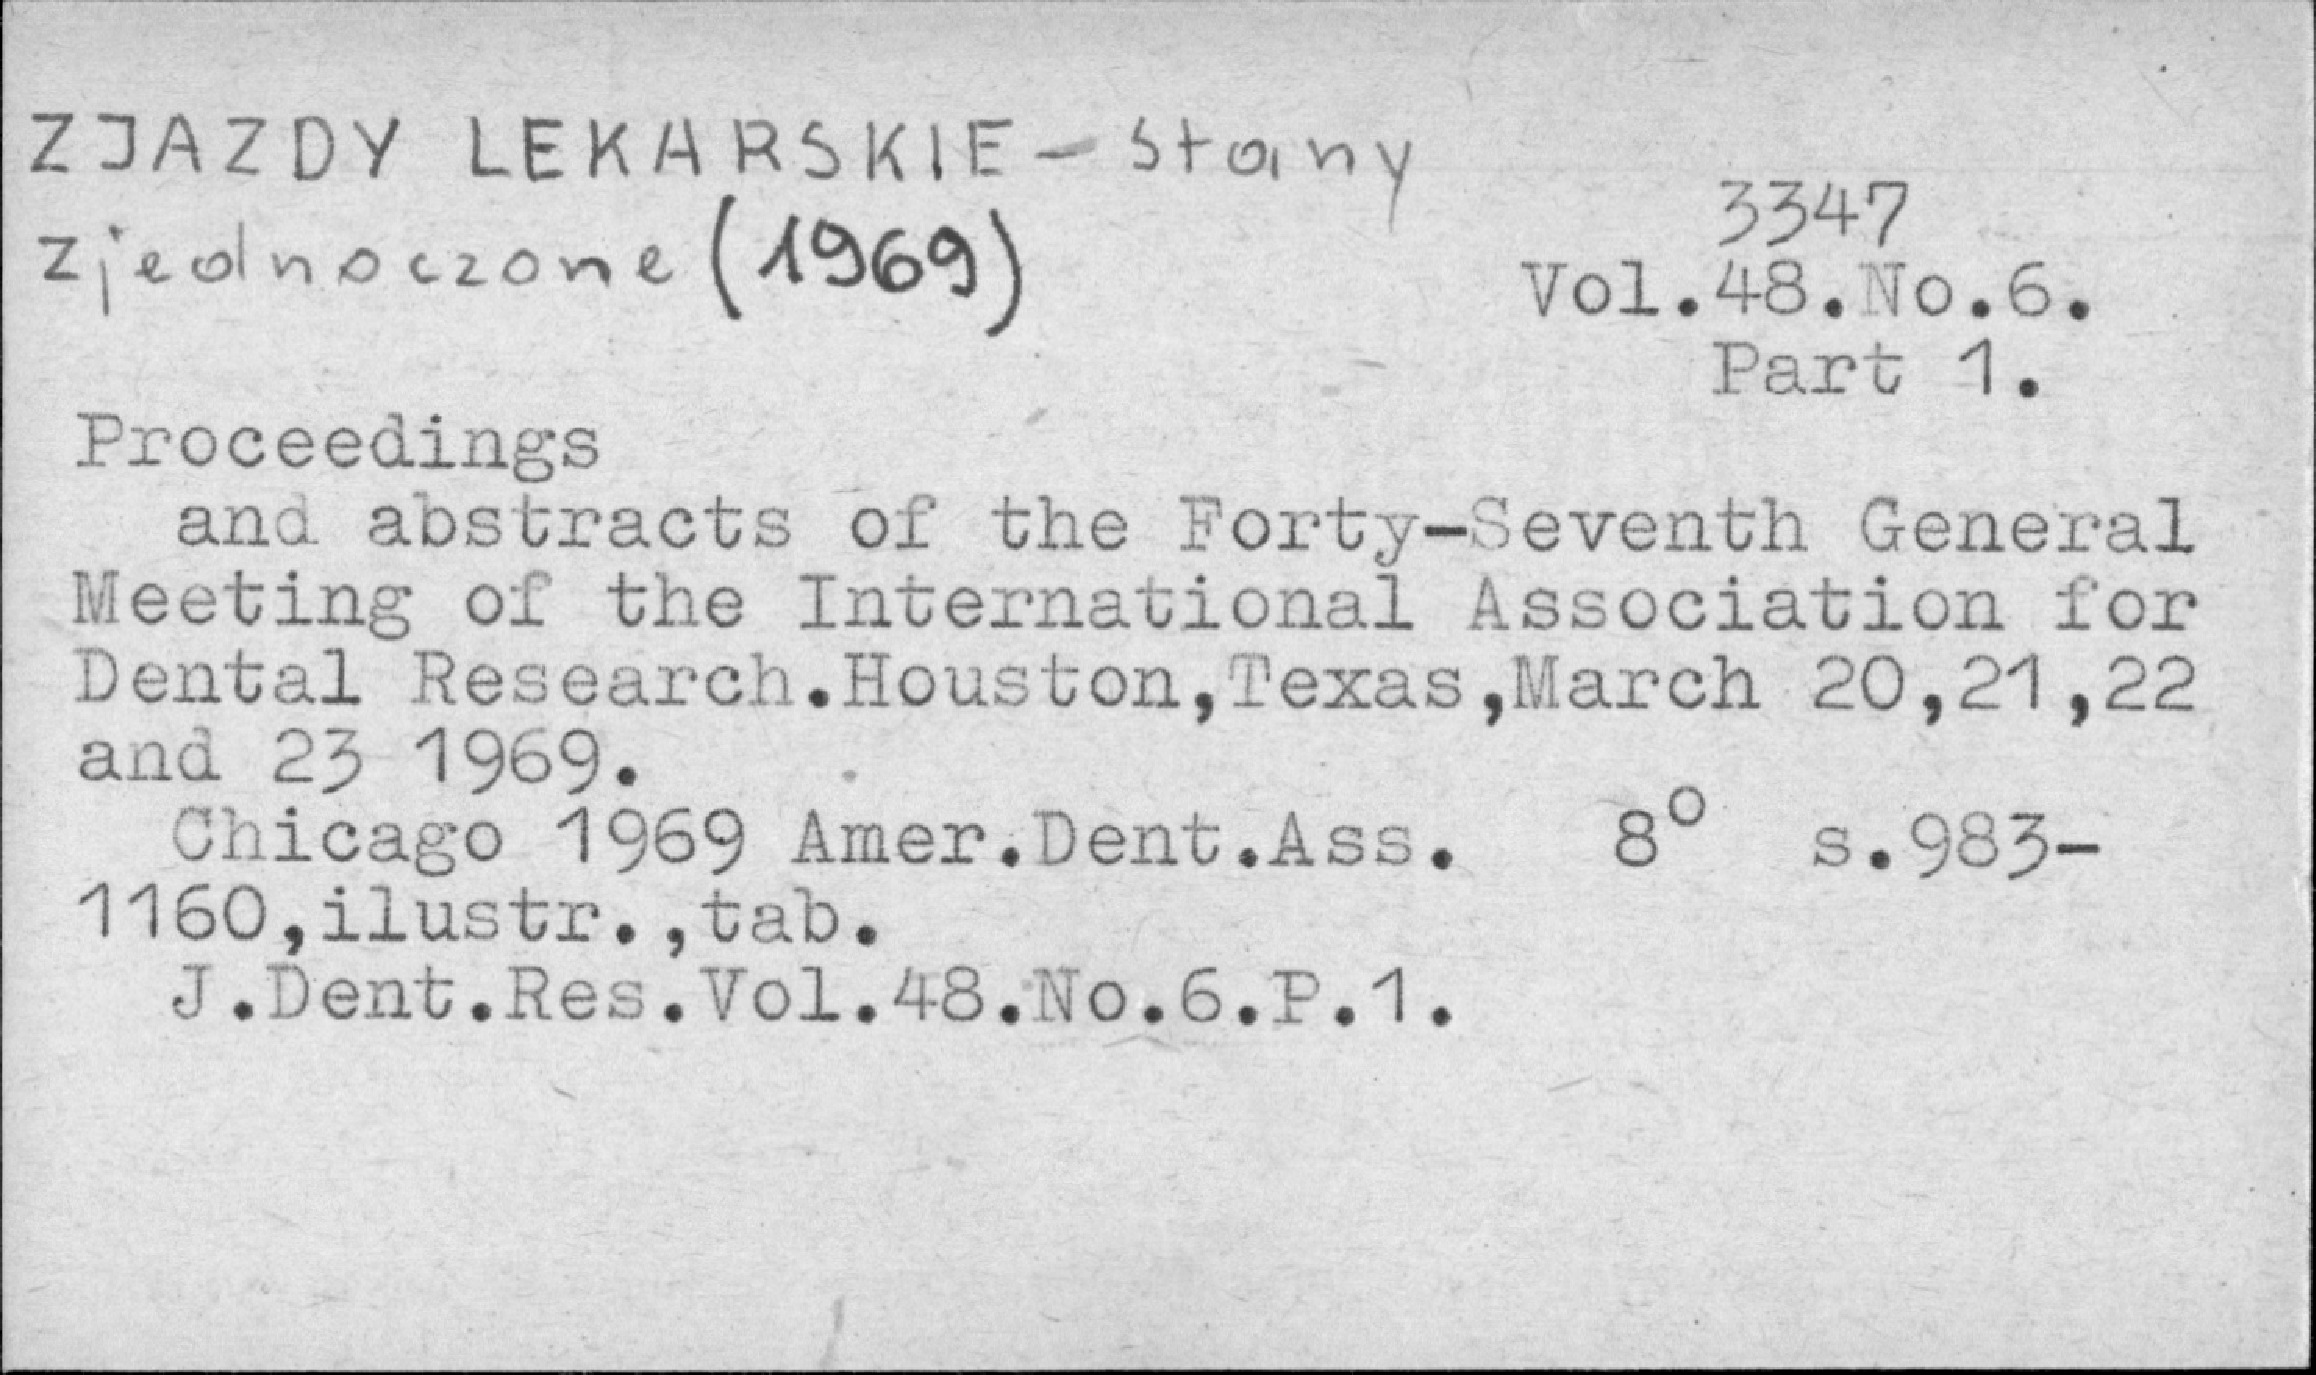 ZJAZDY LEKARSKIE - Stany
zjednoczone (1969)
3347
Vol.48.No.6.
Part 1.
Proceedings
and abstracts of the Forty-Seventh General
Meeting of the International Association for
Dental Research.Houston,Texas,March 20,21,22
and 23 1969.
Chicago 1969 Amer.Dent.Ass. 8° s.983-
1160,ilustr.,tab.
J.Dent.Res.Vol.48.No.6.P.1.